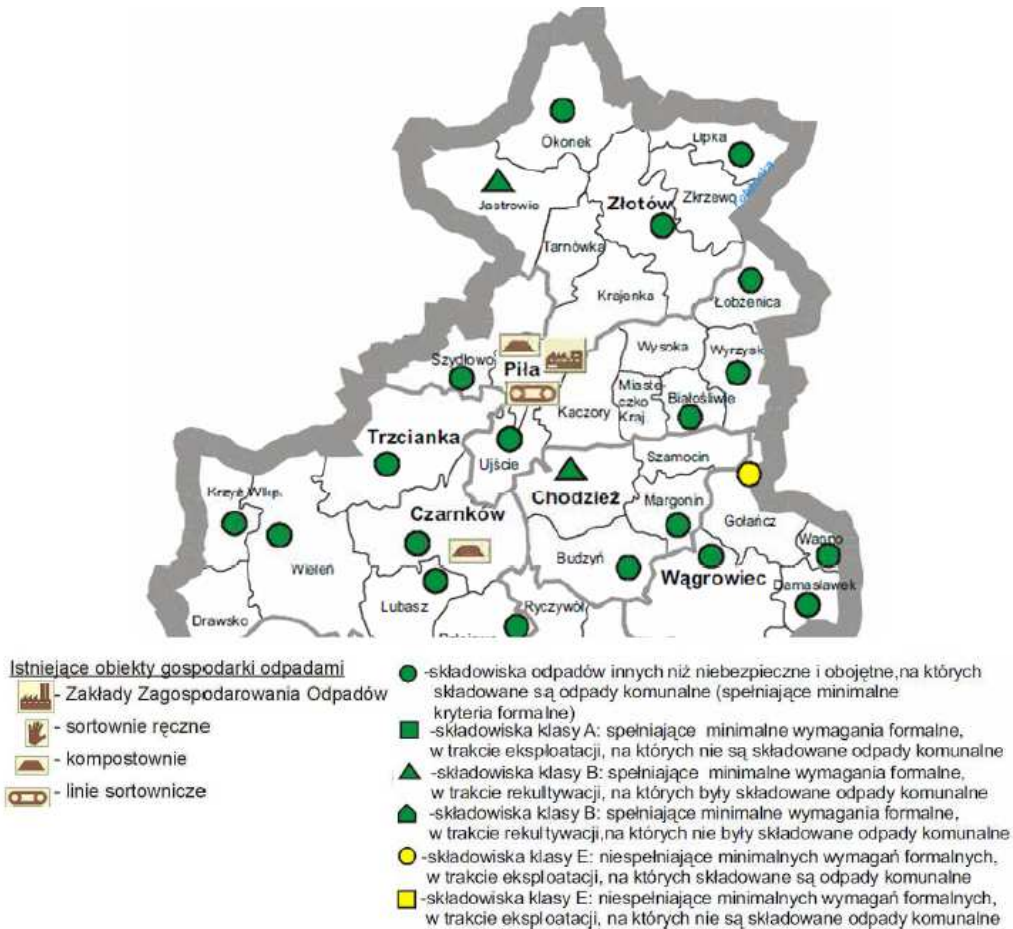 Okonek
Lipka
Jastrowie
Złotów
Zkrzewo
Tarnówka
Krajenka
Łobżenica
Szydłowo
Piła
Wysoka
Wyrzysk
Kaczory
Miaste-
czko
Kraj.
Białośliwie
Trzcianka
Ujście
Szamocin
Krzyż Wlkp.
Chodzież
Margonin
Gołańcz
Czarnków
Wieleń
Budzyń
Wągrowiec
Wapno
Damasławek
Drawsko
Lubasz
Ryczywół
Istniejące obiekty gospodarki odpadami
- Zakłady Zagospodarowania Odpadów
- sortownie ręczne
- kompostownie
- linie sortownicze
-składowiska odpadów innych niż niebezpieczne i obojętne,na których
składowane są odpady komunalne (spełniające minimalne
kryteria formalne)
-składowiska klasy A: spełniające minimalne wymagania formalne,
w trakcie eksploatacji, na których nie są składowane odpady komunalne
-składowiska klasy B: spełniające minimalne wymagania formalne,
w trakcie rekultywacji, na których były składowane odpady komunalne
-składowiska klasy B: spełniające minimalne wymagania formalne,
w trakcie rekultywacji,na których nie były składowane odpady komunalne
-składowiska klasy E: niespełniające minimalnych wymagań formalnych,
w trakcie eksploatacji, na których składowane są odpady komunalne
-składowiska klasy E: niespełniające minimalnych wymagań formalnych,
w trakcie eksploatacji, na których nie są składowane odpady komunalne